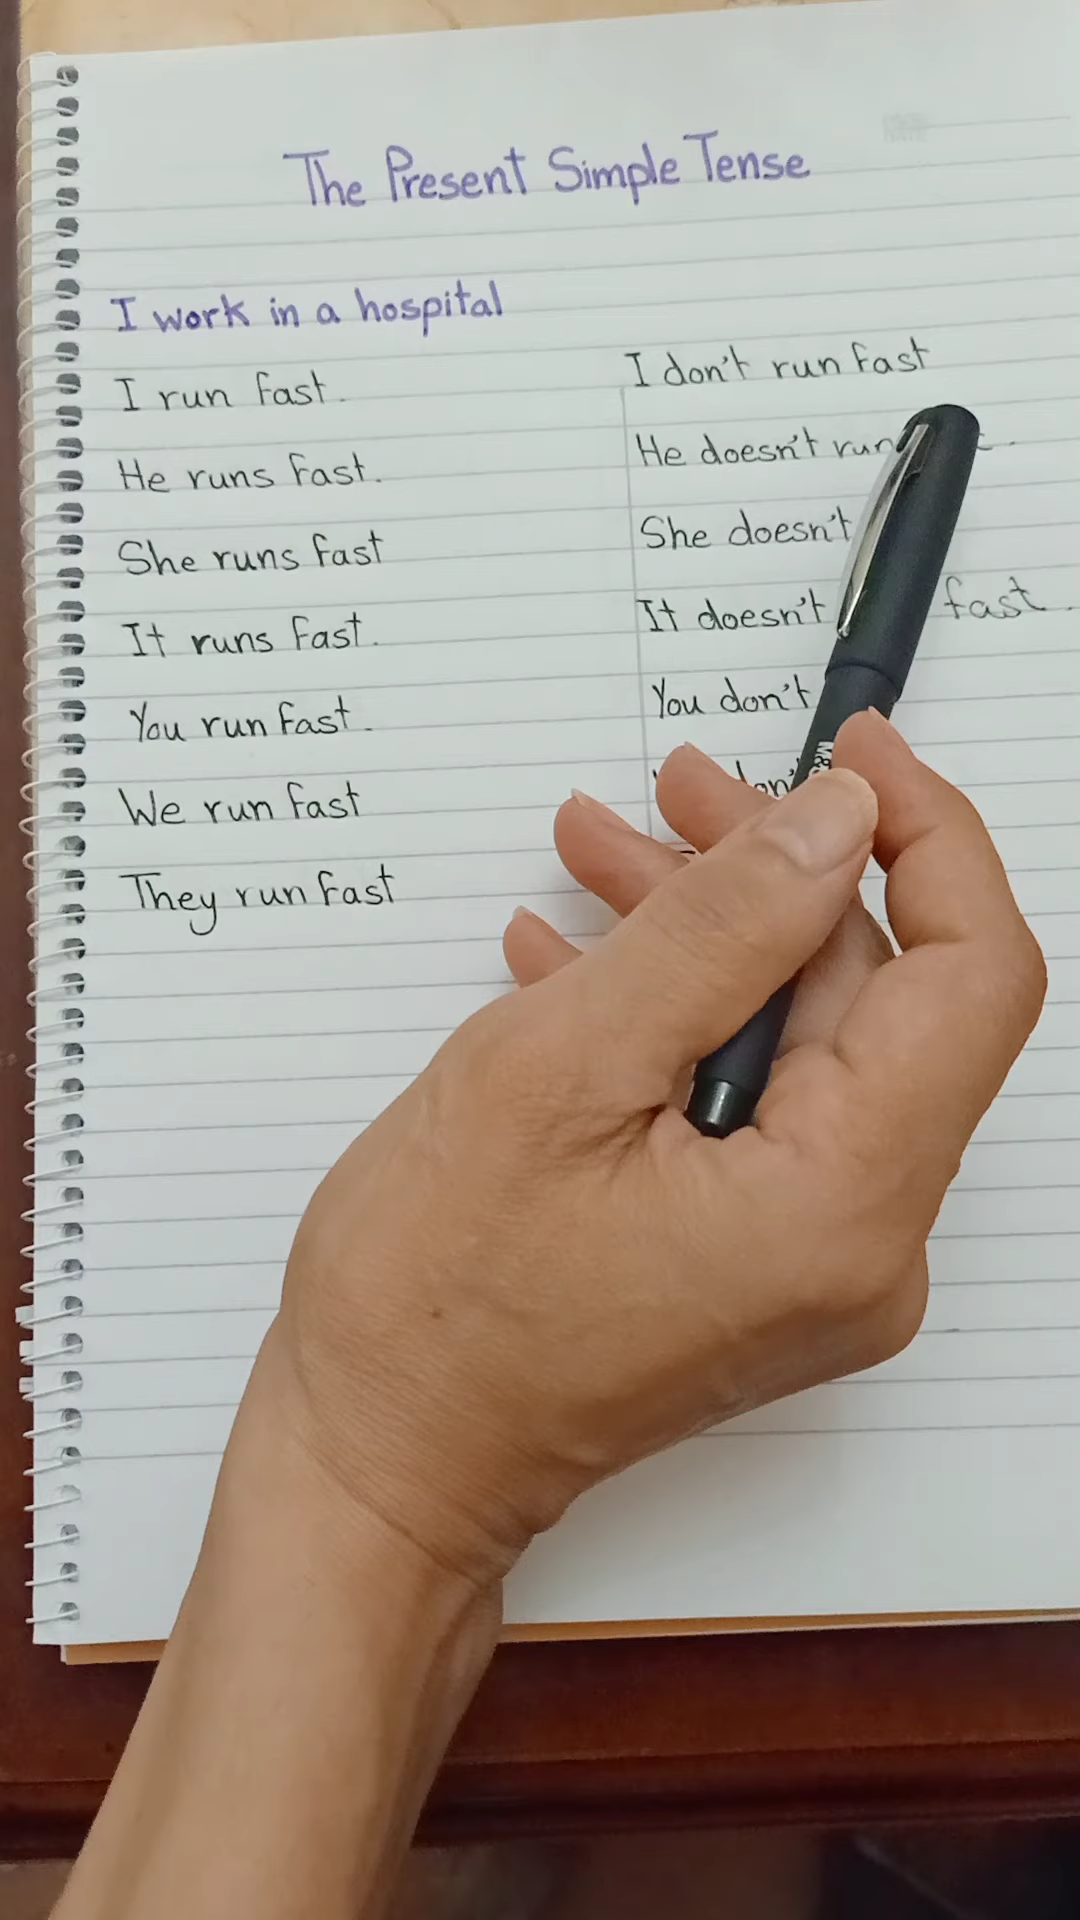 The Present Simple Tense
I work in a hospital
I run fast.
He runs fast.
She runs fast
It runs fast.
You run fast.
We run fast
They run fast
I don't run fast
He doesn't run
She doesn't
It doesn't fast.
You don't